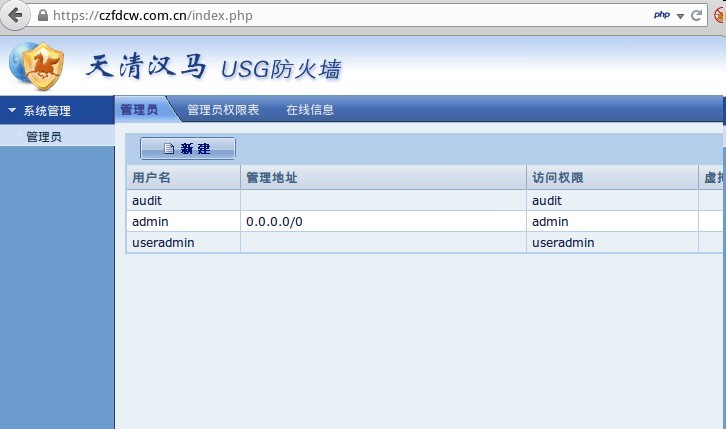 https://czfdcw.com.cn/index.php
php
天清汉马 USG防火墙
系统管理
管理员
管理员 管理员权限表 在线信息
新建
用户名 管理地址 访问权限
audit audit
admin 0.0.0.0/0 admin
useradmin useradmin